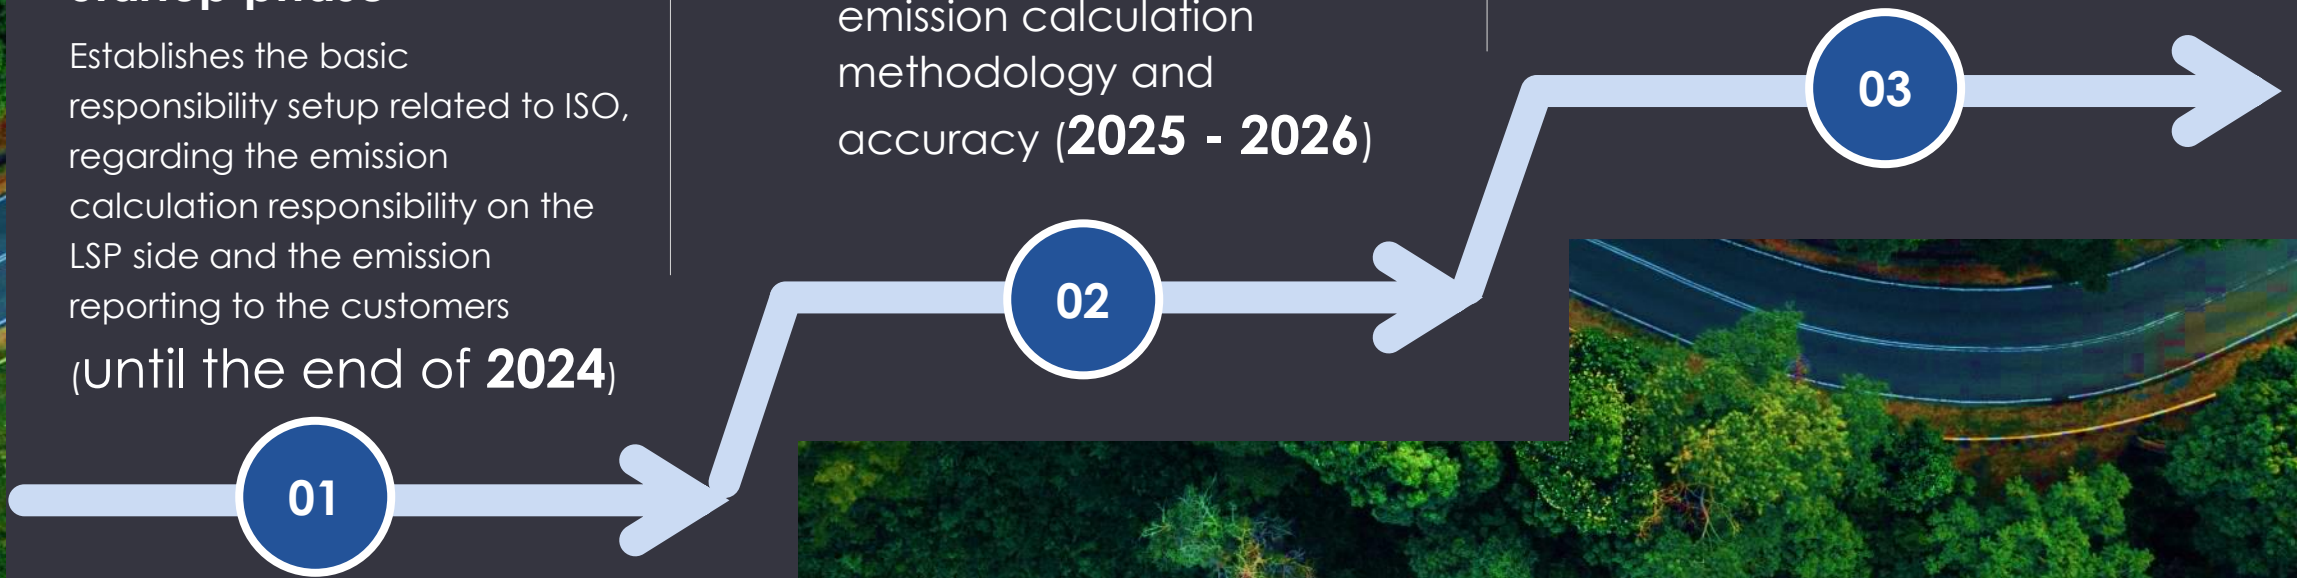 startup phase
Establishes the basic
responsibility setup related to ISO,
regarding the emission
calculation responsibility on the
LSP side and the emission
reporting to the customers
(until the end of 2024)
01
emission calculation
methodology and
accuracy (2025 - 2026)
02
03